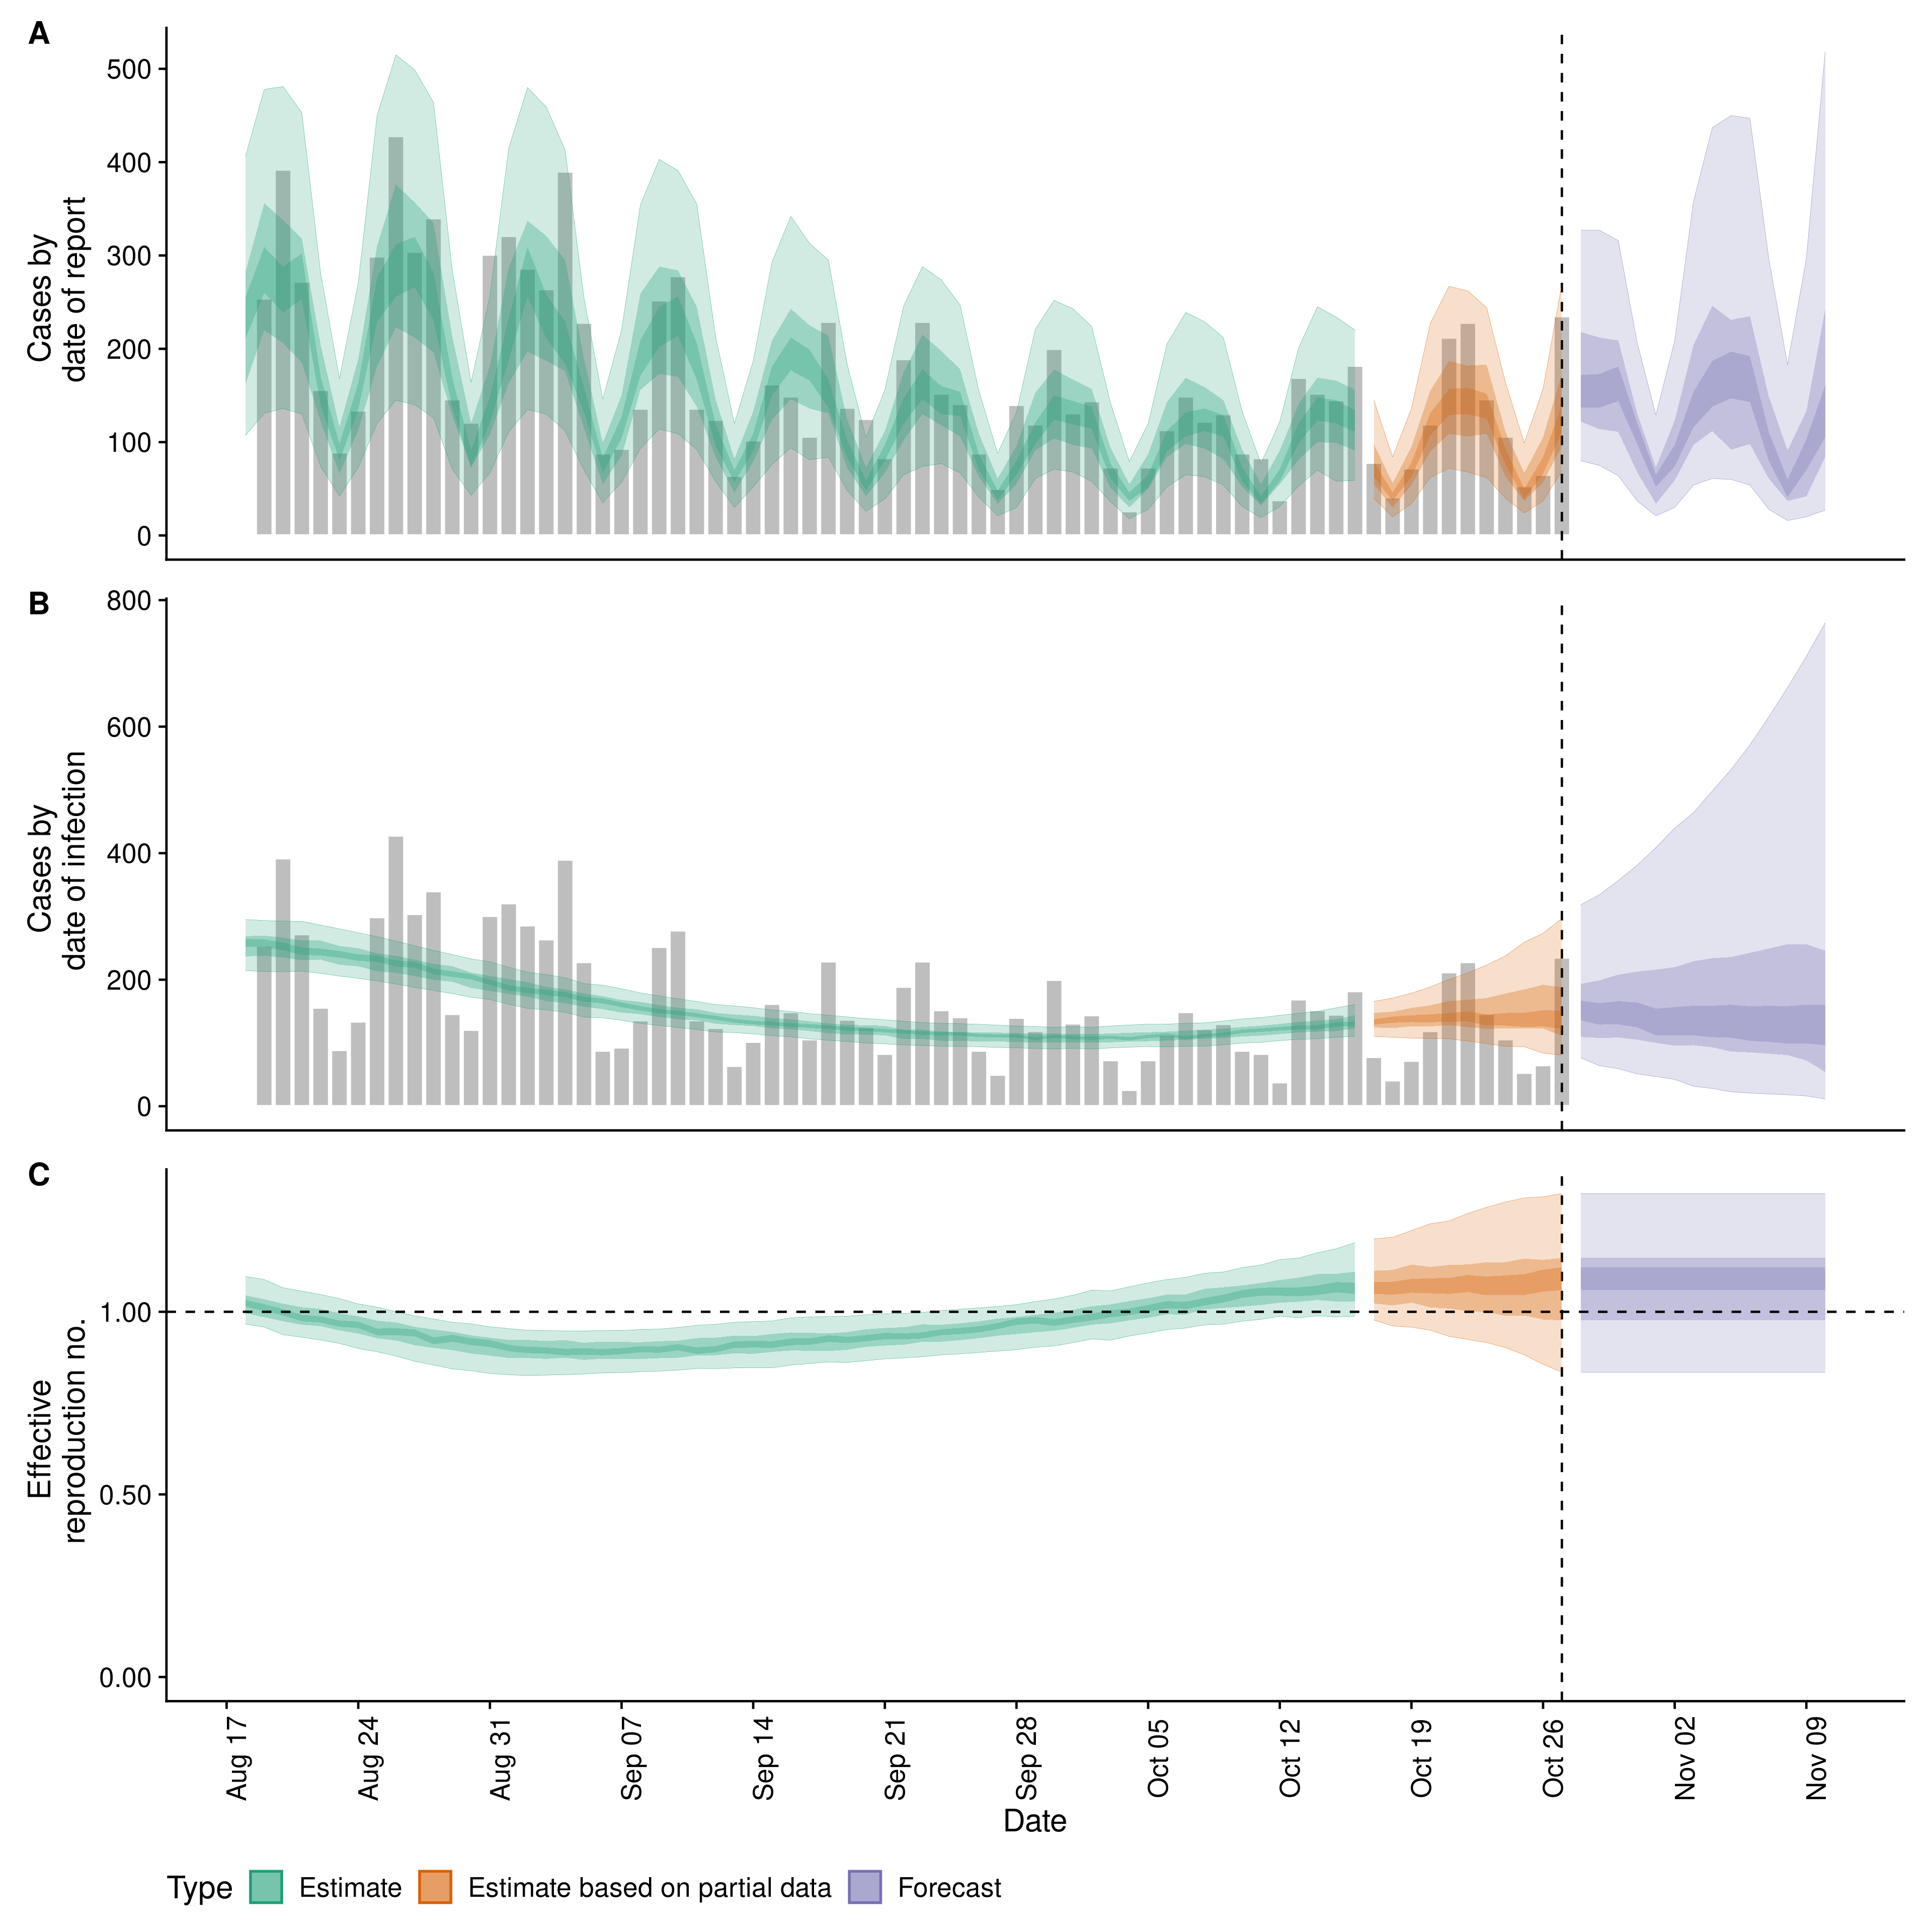 A
Cases by
date of report
500
400
300
200
100
0
B
Cases by
date of infection
800
600
400
200
0
C
Effective
reproduction no.
1.00
0.50
0.00
Aug 17
Aug 24
Aug 31
Sep 07
Sep 14
Sep 21
Sep 28
Oct 05
Oct 12
Oct 19
Oct 26
Nov 02
Nov 09
Date
Type Estimate Estimate based on partial data Forecast